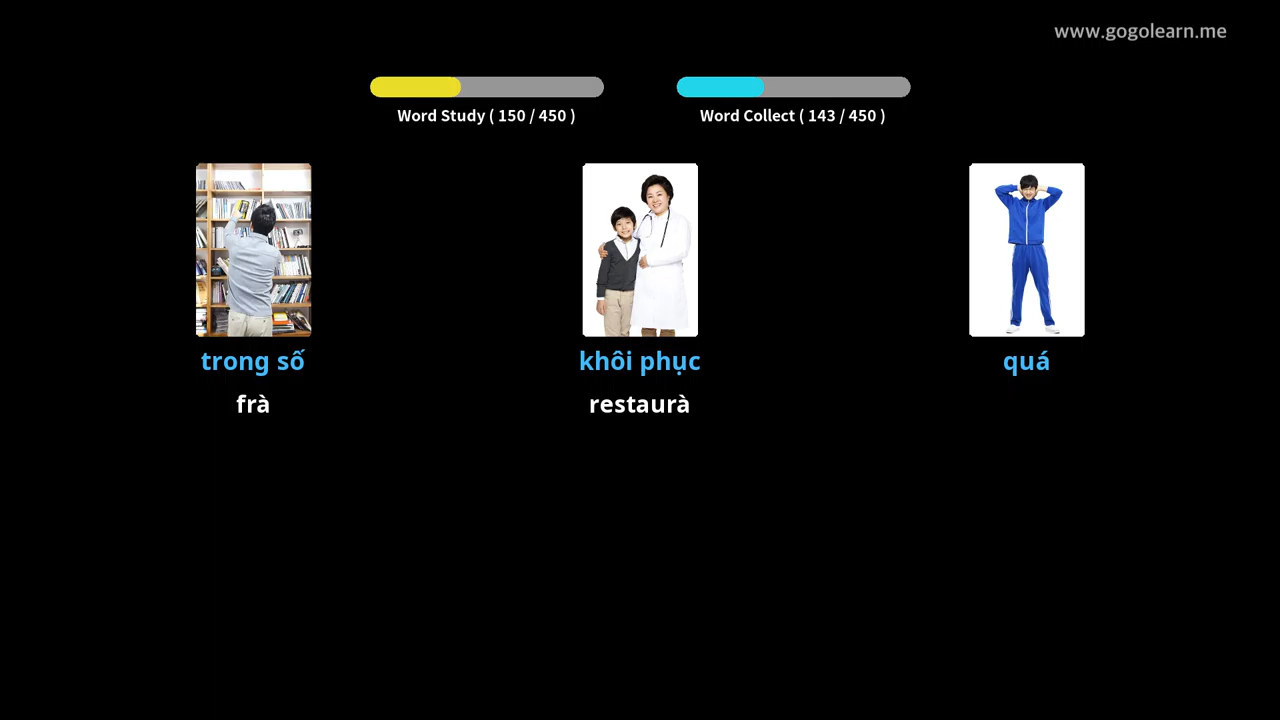 www.gogolearn.me
Word Study ( 150 / 450 )
Word Collect ( 143 / 450 )
trong số
khôi phục
quá
frà
restaurà